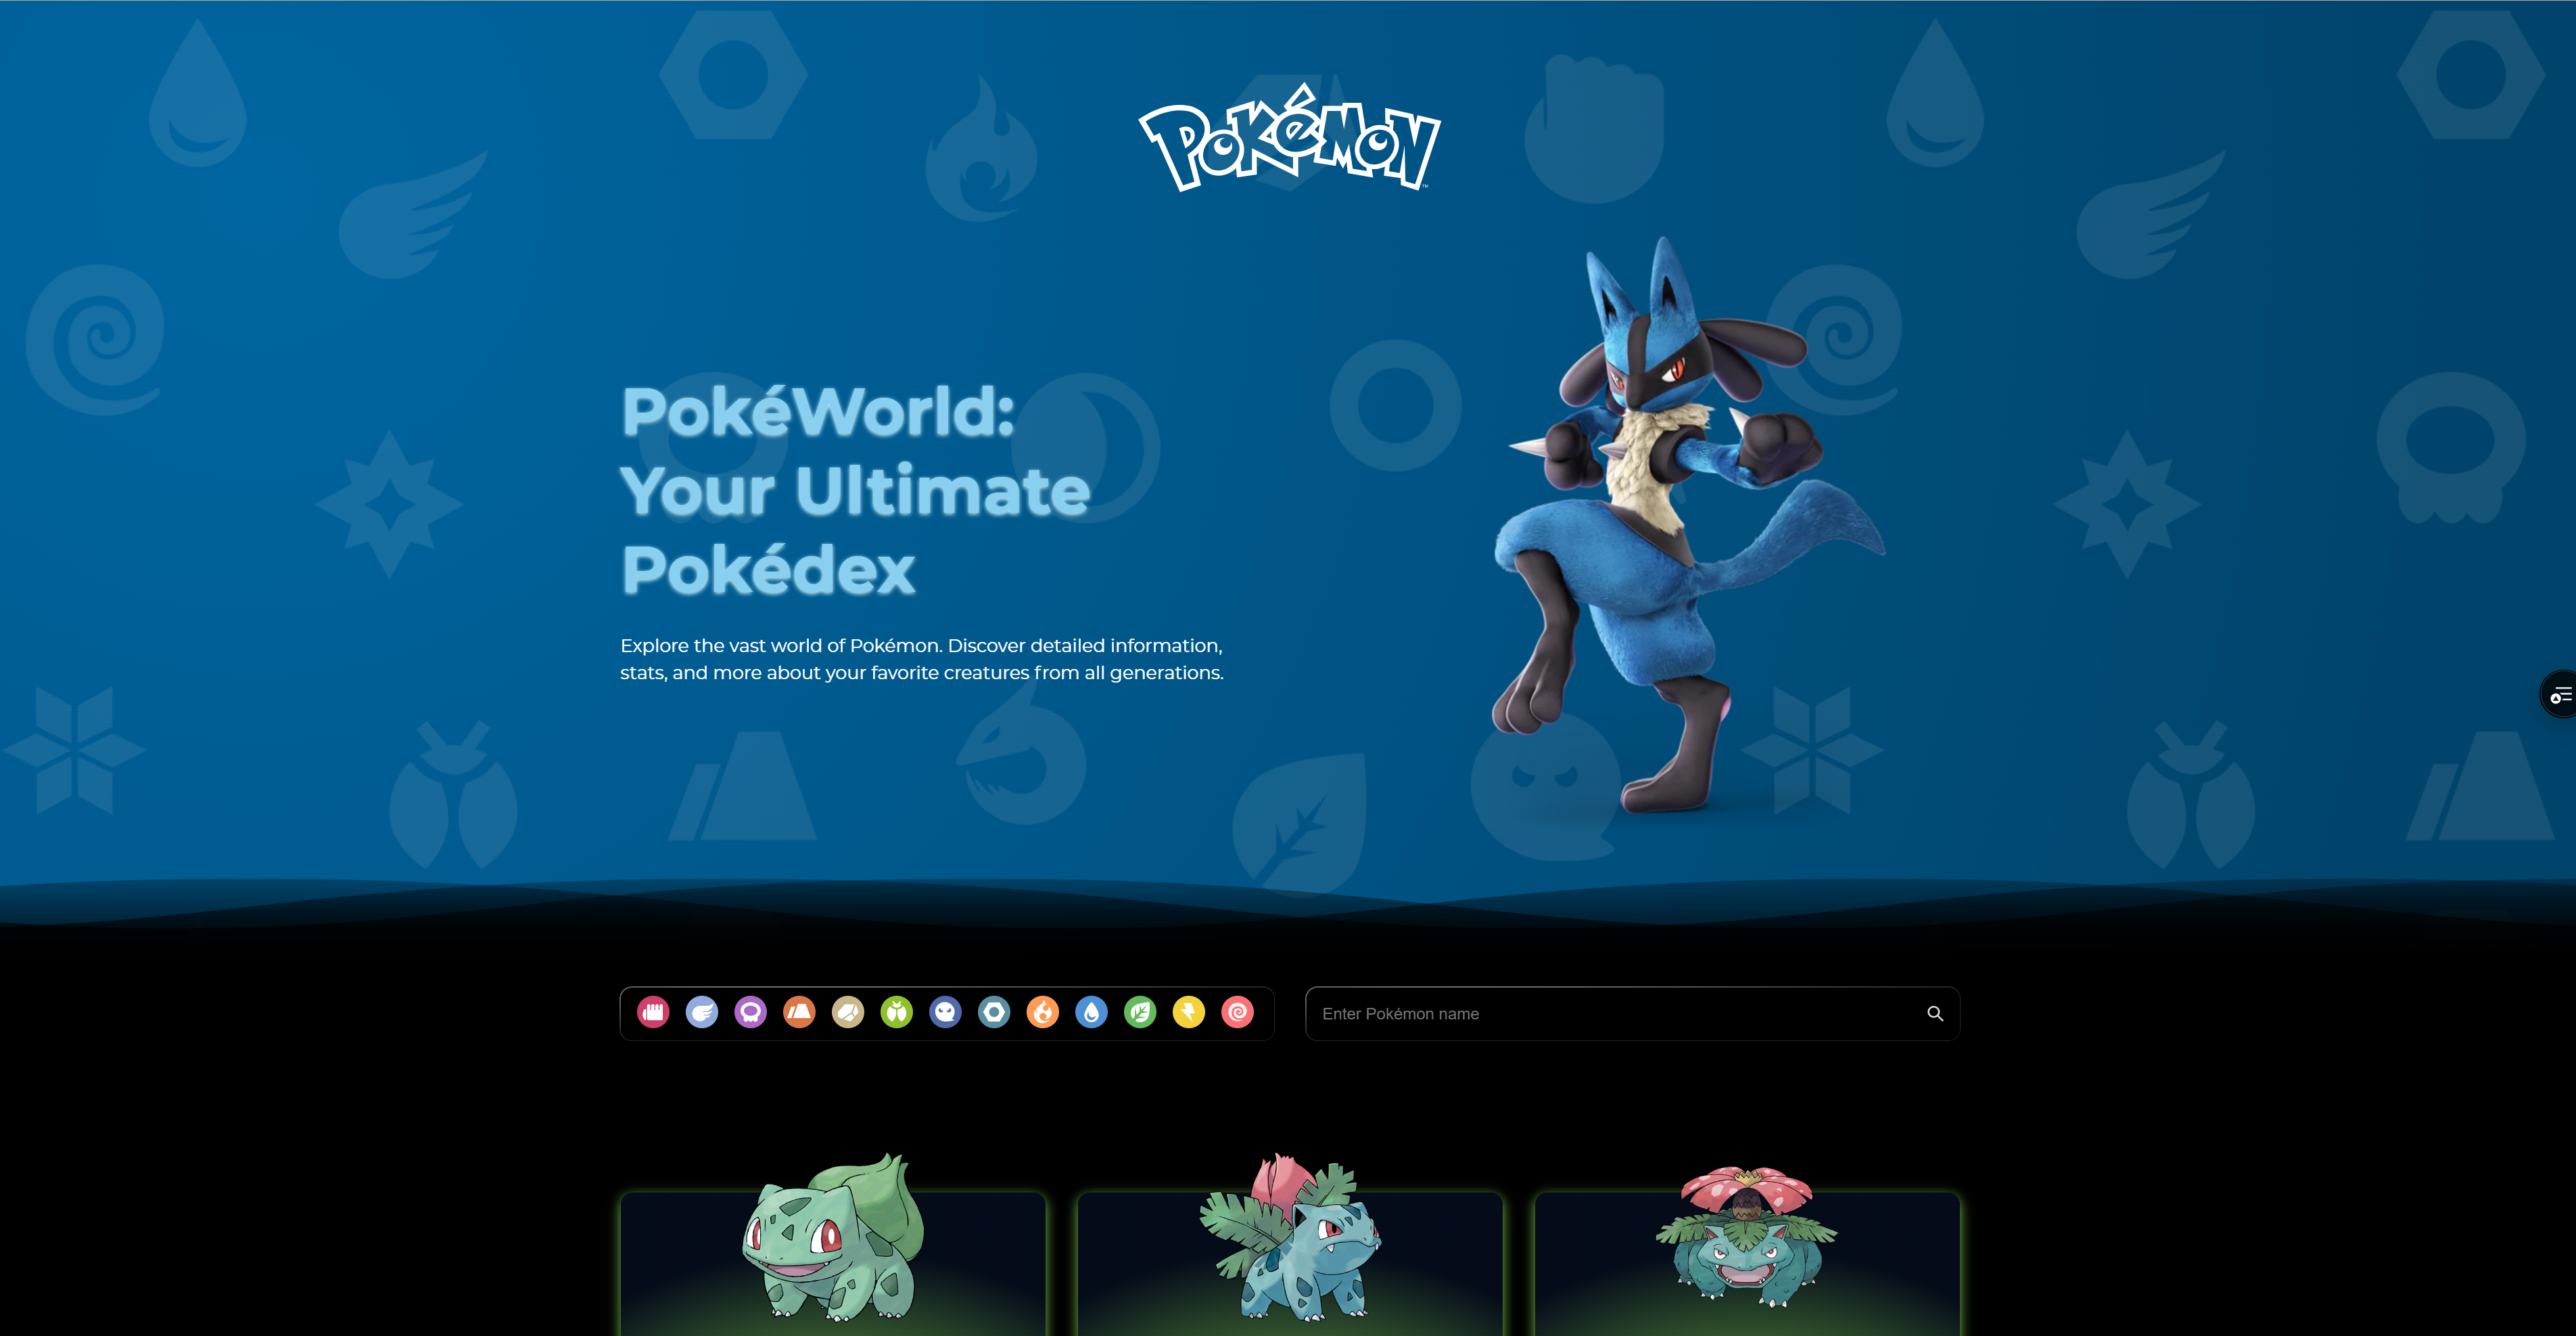 Pokémon
TM
PokéWorld:
Your Ultimate
Pokédex
Explore the vast world of Pokémon. Discover detailed information,
stats, and more about your favorite creatures from all generations.
Enter Pokémon name